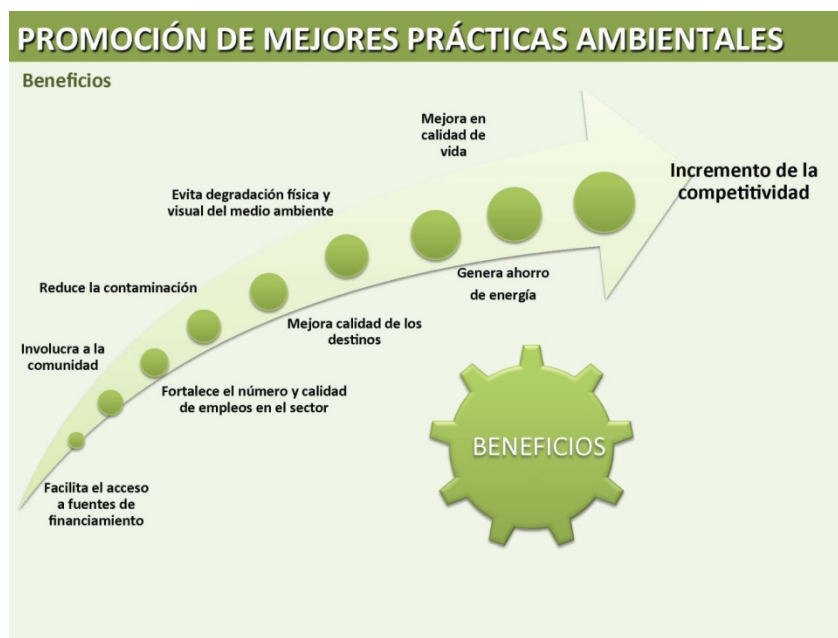 PROMOCIÓN DE MEJORES PRÁCTICAS AMBIENTALES
Beneficios
Mejora en
calidad de
vida
Incremento de la
competitividad
Evita degradación física y
visual del medio ambiente
Genera ahorro
de energía
Reduce la contaminación
Mejora calidad de los
destinos
Involucra a la
comunidad
Fortalece el número y calidad
de empleos en el sector
BENEFICIOS
Facilita el acceso
a fuentes de
financiamiento